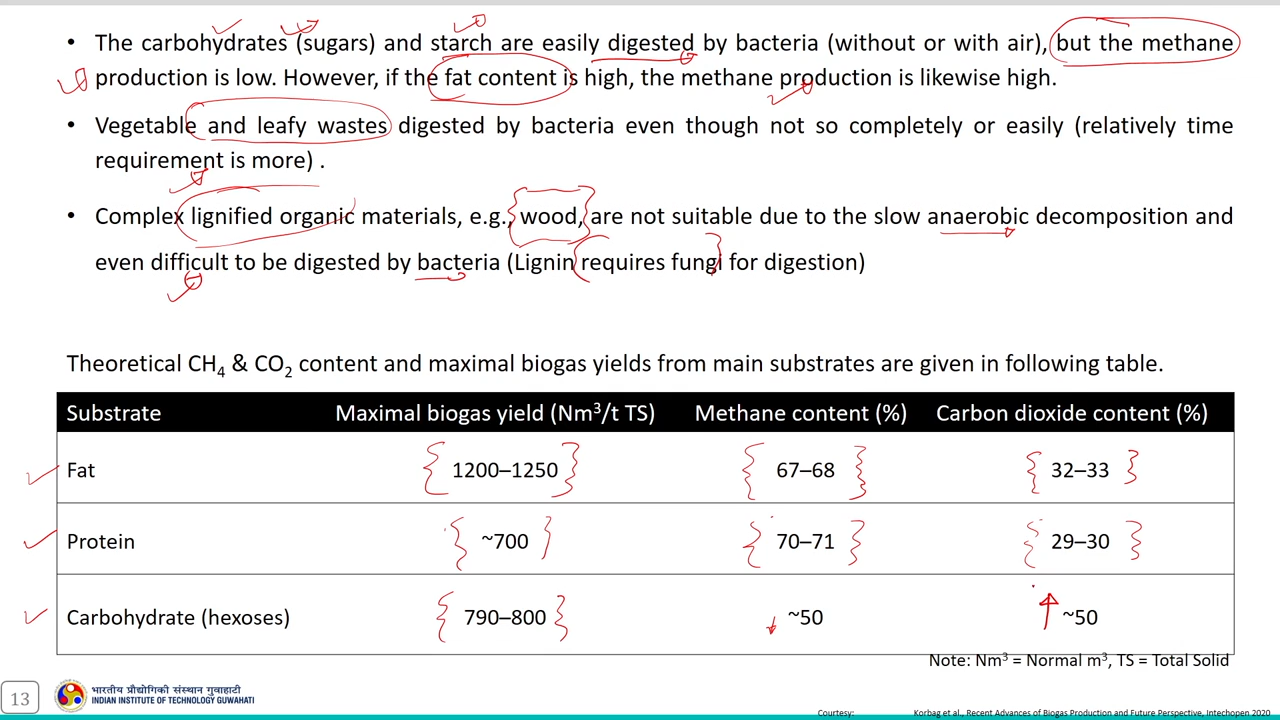 • The carbohydrates (sugars) and starch are easily digested by bacteria (without or with air), but the methane
production is low. However, if the fat content is high, the methane production is likewise high.
• Vegetable and leafy wastes digested by bacteria even though not so completely or easily (relatively time
requirement is more) .
• Complex lignified organic materials, e.g., wood, are not suitable due to the slow anaerobic decomposition and
even difficult to be digested by bacteria (Lignin requires fungi for digestion)
Theoretical CH₄ & CO₂ content and maximal biogas yields from main substrates are given in following table.
Substrate Maximal biogas yield (Nm³/t TS) Methane content (%) Carbon dioxide content (%)
Fat 1200–1250 67–68 32–33
Protein ~700 70–71 29–30
Carbohydrate (hexoses) 790–800 ~50 ~50
Note: Nm³ = Normal m³, TS = Total Solid
13
भारतीय प्रौद्योगिकी संस्थान गुवाहाटी
INDIAN INSTITUTE OF TECHNOLOGY GUWAHATI
Courtesy: Korbag et al., Recent Advances of Biogas Production and Future Perspective, Intechopen 2020